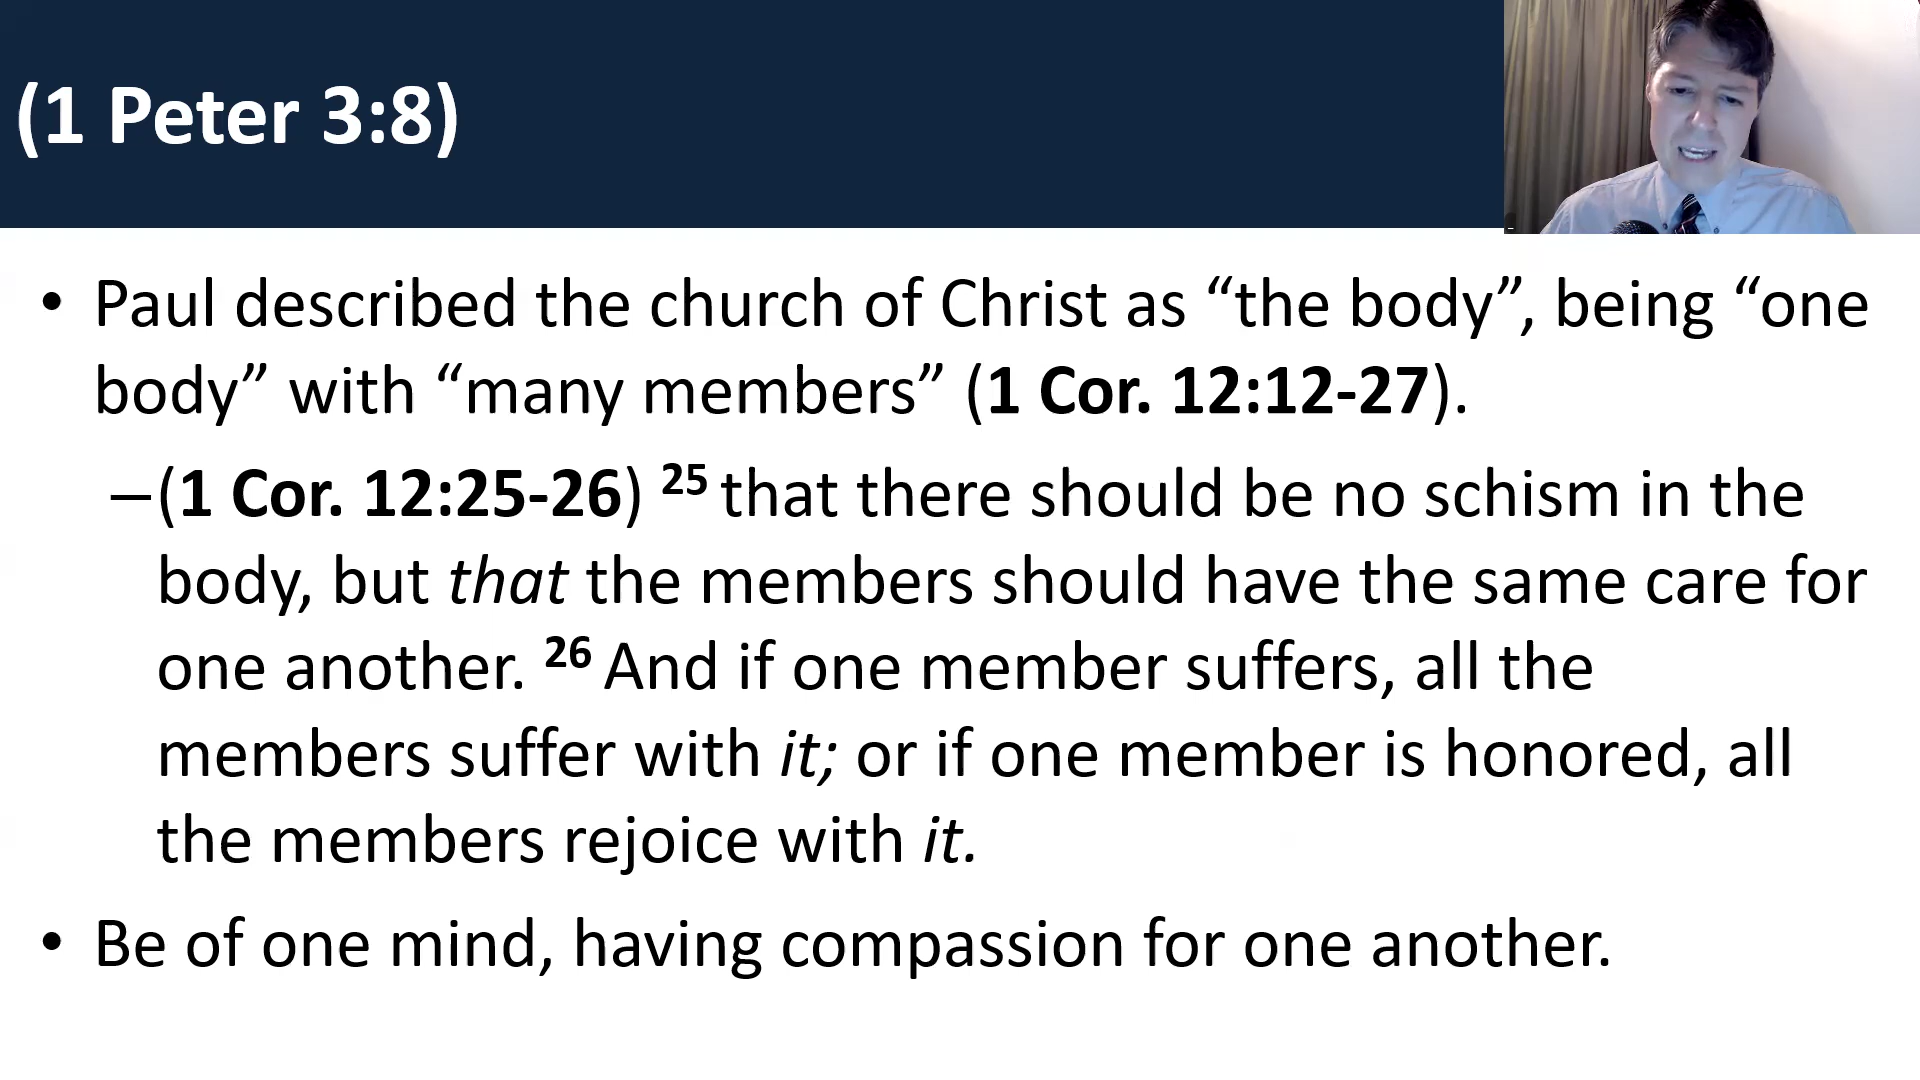 (1 Peter 3:8)
• Paul described the church of Christ as “the body”, being “one
body” with “many members” (1 Cor. 12:12-27).
–(1 Cor. 12:25-26) 25 that there should be no schism in the
body, but that the members should have the same care for
one another. 26 And if one member suffers, all the
members suffer with it; or if one member is honored, all
the members rejoice with it.
• Be of one mind, having compassion for one another.